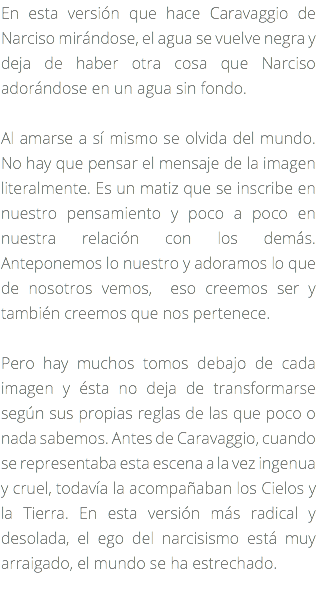 En esta versión que hace Caravaggio de
Narciso mirándose, el agua se vuelve negra y
deja de haber otra cosa que Narciso
adorándose en un agua sin fondo.
Al amarse a sí mismo se olvida del mundo.
No hay que pensar el mensaje de la imagen
literalmente. Es un matiz que se inscribe en
nuestro pensamiento y poco a poco en
nuestra relación con los demás.
Anteponemos lo nuestro y adoramos lo que
de nosotros vemos, eso creemos ser y
también creemos que nos pertenece.
Pero hay muchos tomos debajo de cada
imagen y ésta no deja de transformarse
según sus propias reglas de las que poco o
nada sabemos. Antes de Caravaggio, cuando
se representaba esta escena a la vez ingenua
y cruel, todavía la acompañaban los Cielos y
la Tierra. En esta versión más radical y
desolada, el ego del narcisismo está muy
arraigado, el mundo se ha estrechado.